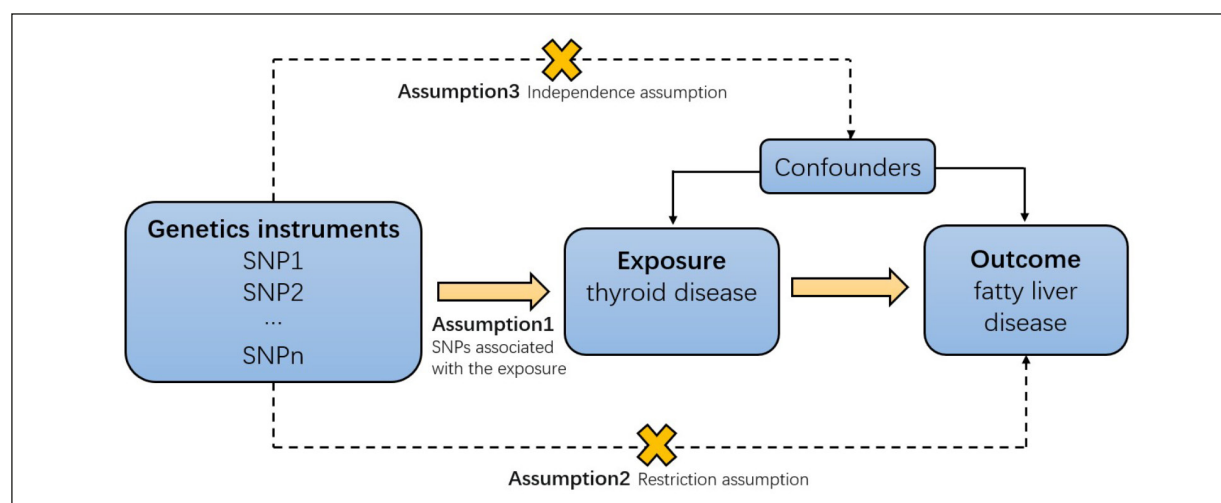 Assumption3 Independence assumption
Confounders
Genetics instruments
SNP1
SNP2
...
SNPn
Assumption1
SNPs associated
with the exposure
Exposure
thyroid disease
Outcome
fatty liver
disease
Assumption2 Restriction assumption